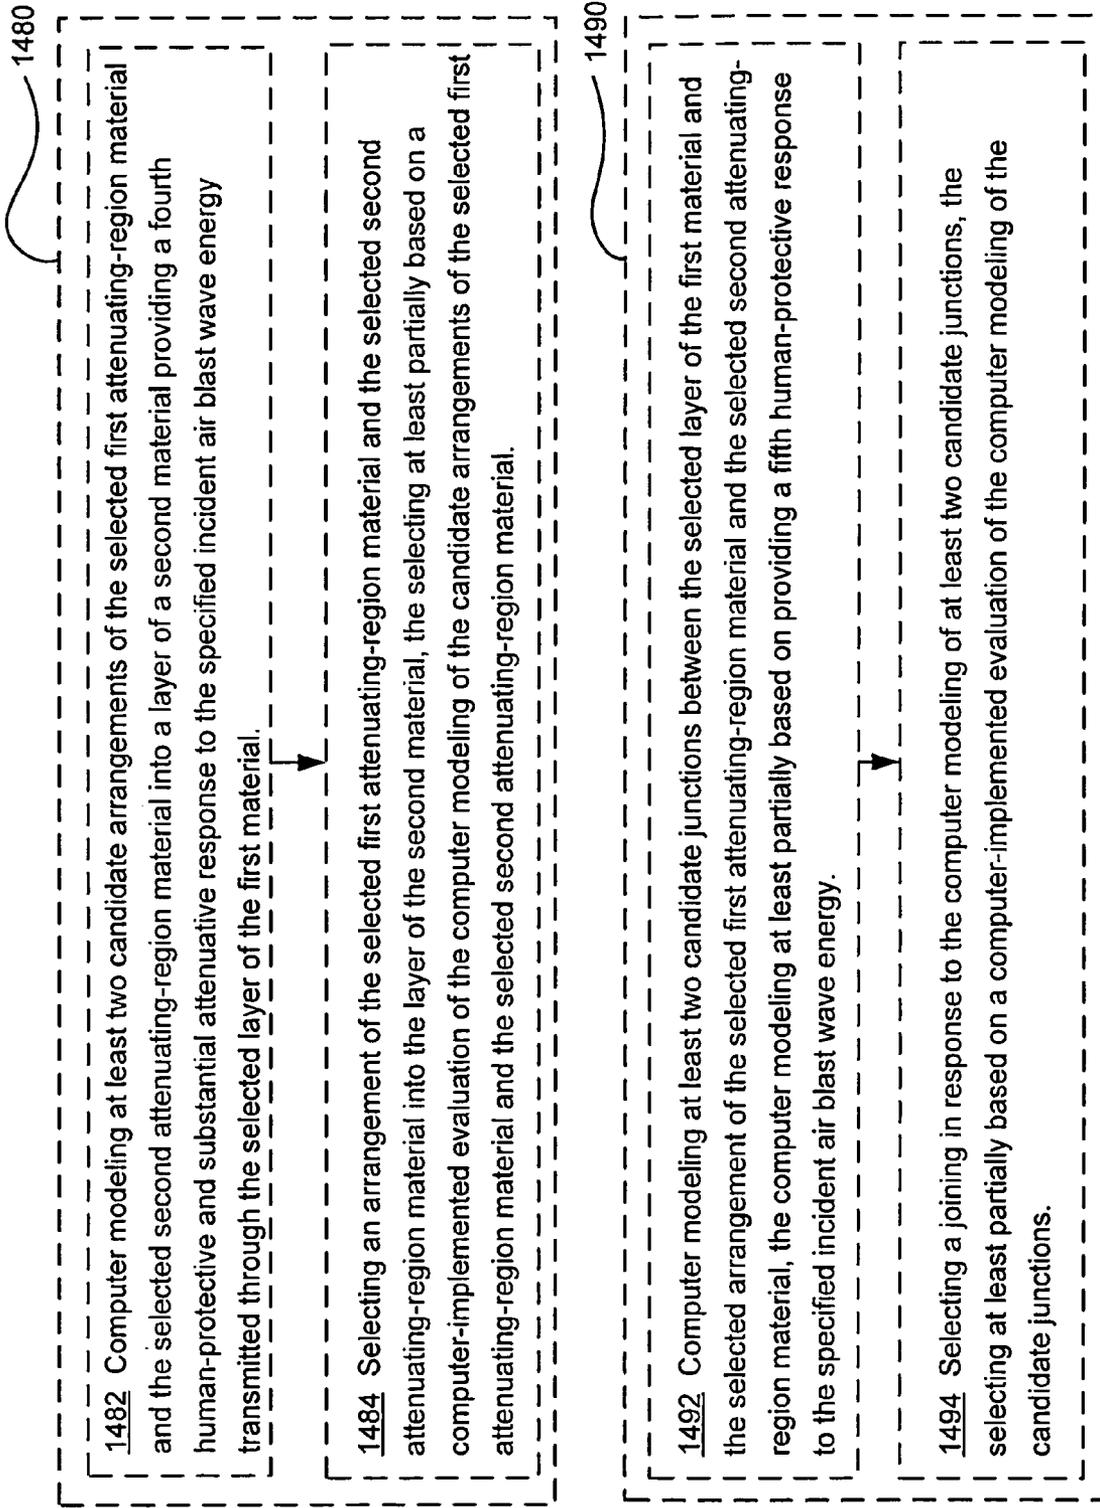 1480
1482 Computer modeling at least two candidate arrangements of the selected first attenuating-region material
and the selected second attenuating-region material into a layer of a second material providing a fourth
human-protective and substantial attenuative response to the specified incident air blast wave energy
transmitted through the selected layer of the first material.
1484 Selecting an arrangement of the selected first attenuating-region material and the selected second
attenuating-region material into the layer of the second material, the selecting at least partially based on a
computer-implemented evaluation of the computer modeling of the candidate arrangements of the selected first
attenuating-region material and the selected second attenuating-region material.
1490
1492 Computer modeling at least two candidate junctions between the selected layer of the first material and
the selected arrangement of the selected first attenuating-region material and the selected second attenuating-
region material, the computer modeling at least partially based on providing a fifth human-protective response
to the specified incident air blast wave energy.
1494 Selecting a joining in response to the computer modeling of at least two candidate junctions, the
selecting at least partially based on a computer-implemented evaluation of the computer modeling of the
candidate junctions.